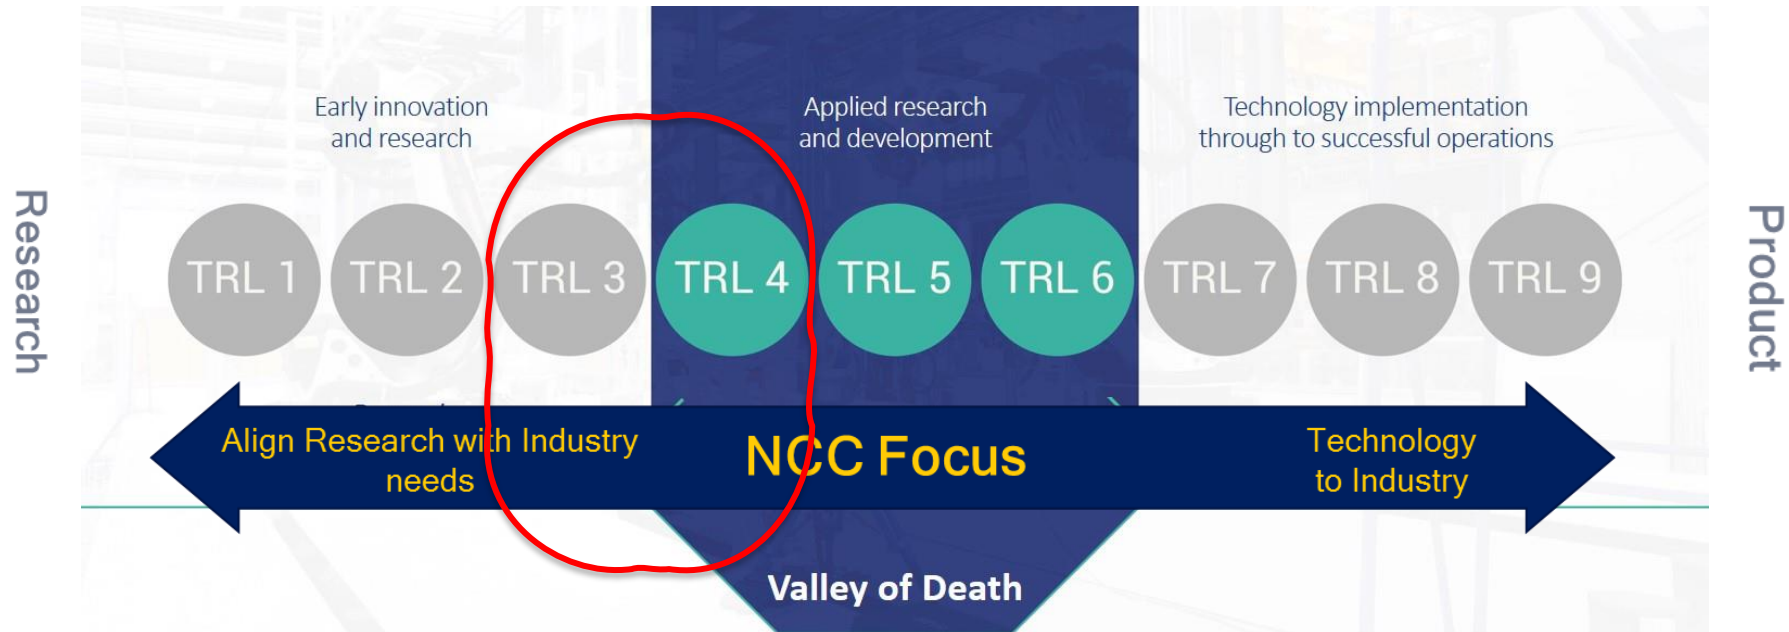 Research
Early innovation
and research
Applied research
and development
Technology implementation
through to successful operations
TRL 1
TRL 2
TRL 3
TRL 4
TRL 5
TRL 6
TRL 7
TRL 8
TRL 9
Align Research with Industry
needs
NCC Focus
Technology
to Industry
Valley of Death
Product